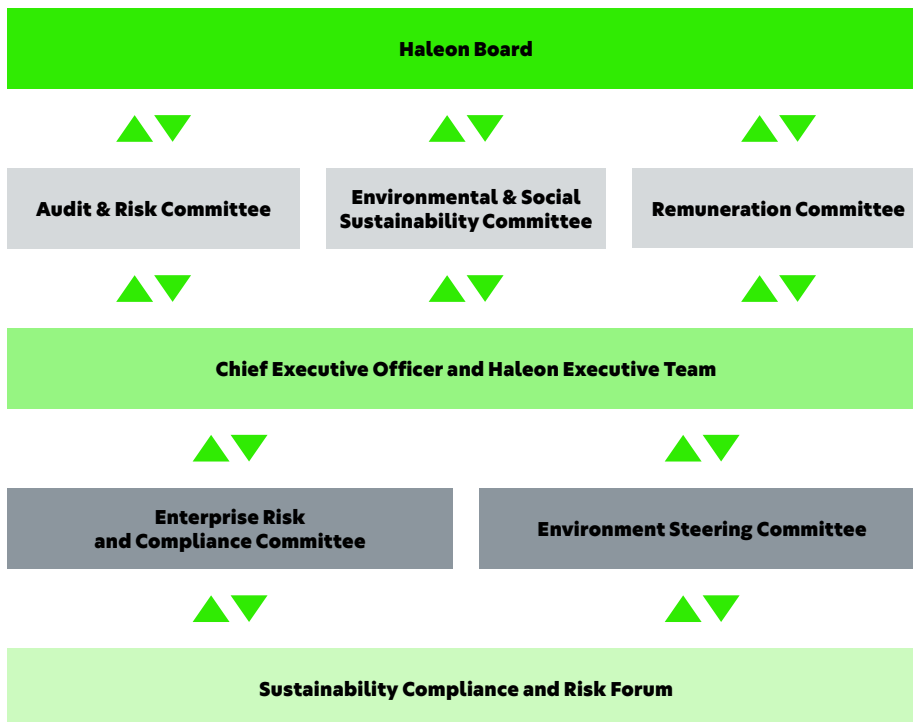 Haleon Board
Audit & Risk Committee
Environmental & Social
Sustainability Committee
Remuneration Committee
Chief Executive Officer and Haleon Executive Team
Enterprise Risk
and Compliance Committee
Environment Steering Committee
Sustainability Compliance and Risk Forum